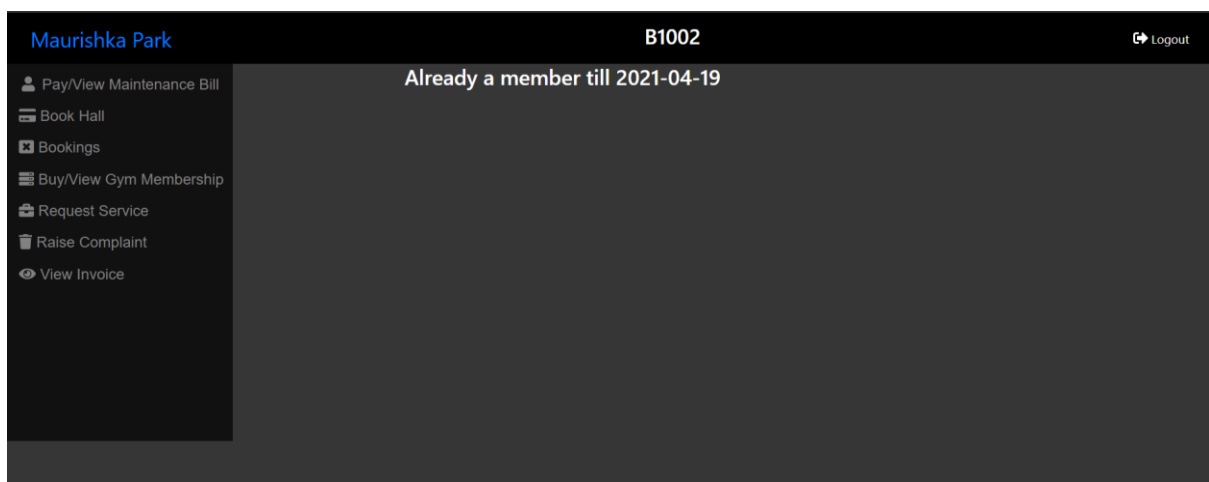 Maurishka Park
B1002
Logout
Already a member till 2021-04-19
Pay/View Maintenance Bill
Book Hall
Bookings
Buy/View Gym Membership
Request Service
Raise Complaint
View Invoice